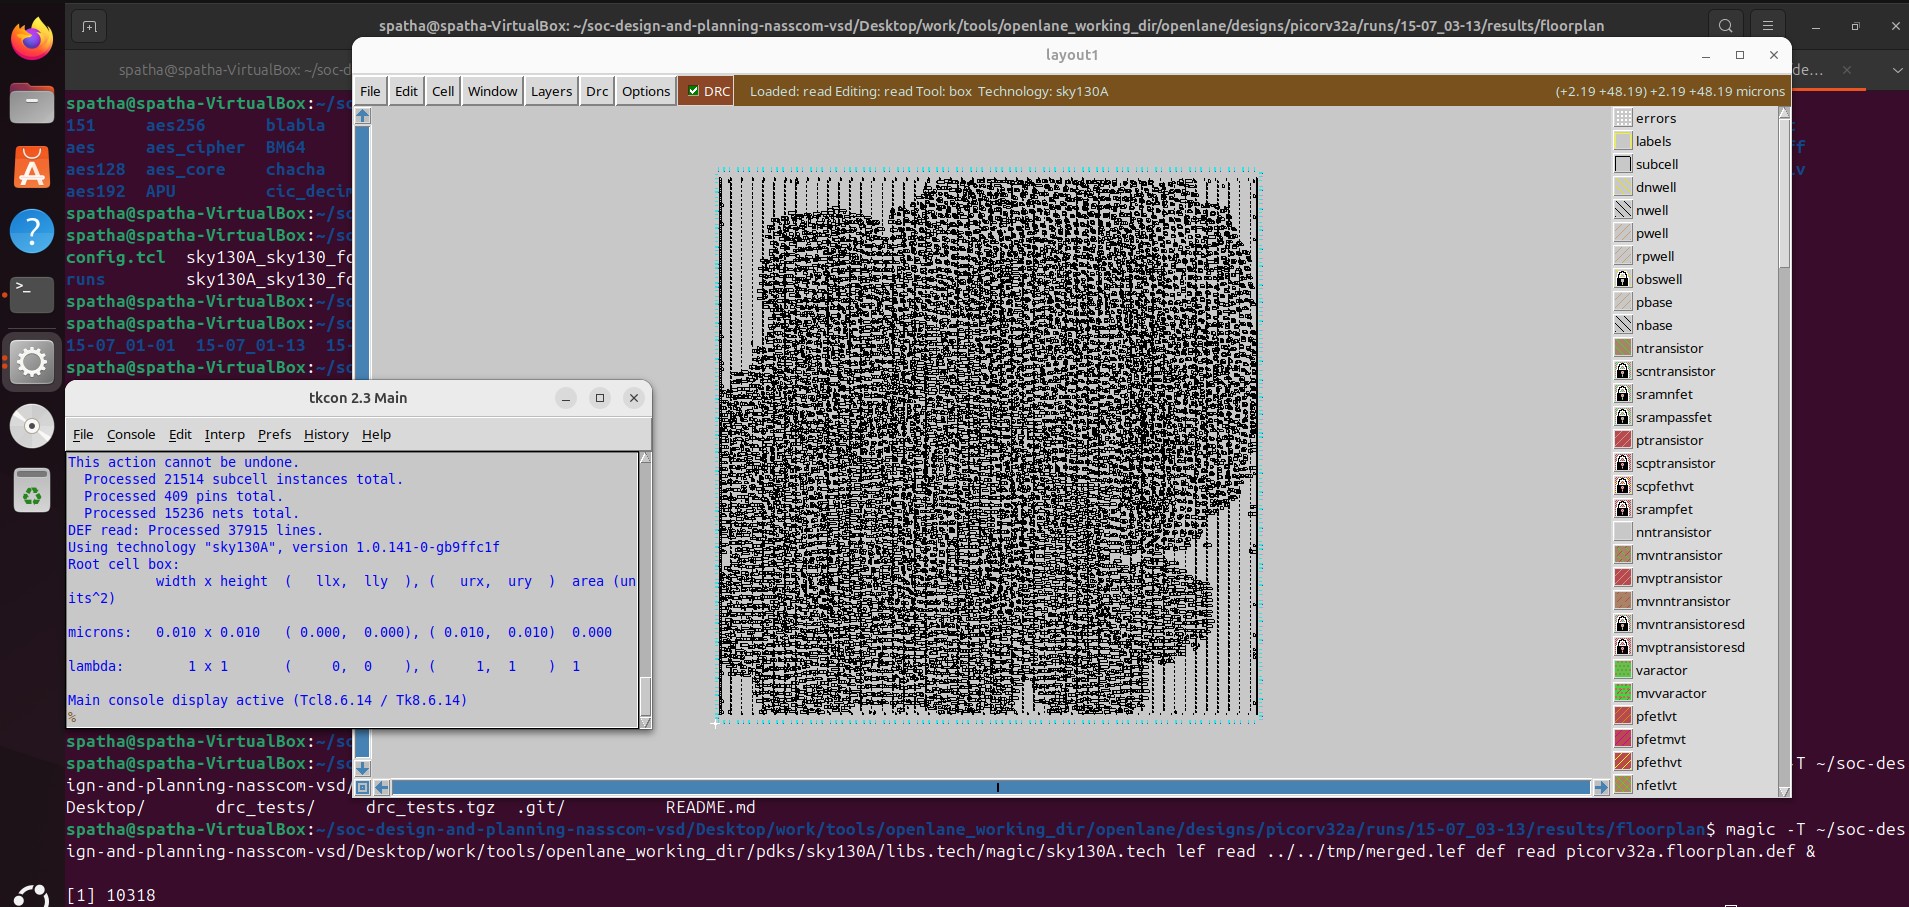 spatha@spatha-VirtualBox: ~/soc-design-and-planning-nasscom-vsd/Desktop/work/tools/openlane_working_dir/openlane/designs/picorv32a/runs/15-07_03-13/results/floorplan
spatha@spatha-VirtualBox: ~/soc-d
de...
layout1
File Edit Cell Window Layers Drc Options DRC Loaded: read Editing: read Tool: box Technology: sky130A (+2.19 +48.19) +2.19 +48.19 microns
spatha@spatha-VirtualBox:~/so
151 aes256 blabla
aes aes_cipher BM64
aes128 aes_core chacha
aes192 APU cic_decim
spatha@spatha-VirtualBox:~/so
spatha@spatha-VirtualBox:~/so
config.tcl sky130A_sky130_fd
runs sky130A_sky130_fd
spatha@spatha-VirtualBox:~/so
spatha@spatha-VirtualBox:~/so
15-07_01-01 15-07_01-13 15-
spatha@spatha-VirtualBox:~/so
tkcon 2.3 Main
File Console Edit Interp Prefs History Help
This action cannot be undone.
Processed 21514 subcell instances total.
Processed 409 pins total.
Processed 15236 nets total.
DEF read: Processed 37915 lines.
Using technology "sky130A", version 1.0.141-0-gb9ffc1f
Root cell box:
width x height ( llx, lly ), ( urx, ury ) area (un
its^2)
microns: 0.010 x 0.010 ( 0.000, 0.000), ( 0.010, 0.010) 0.000
lambda: 1 x 1 ( 0, 0 ), ( 1, 1 ) 1
Main console display active (Tcl8.6.14 / Tk8.6.14)
%
errors
labels
subcell
dnwell
nwell
pwell
rpwell
obswell
pbase
nbase
ntransistor
scntransistor
sramnfet
srampassfet
ptransistor
scptransistor
scpfethvt
srampfet
nntransistor
mvntransistor
mvptransistor
mvnntransistor
mvntransistoresd
mvptransistoresd
varactor
mvvaractor
pfetlvt
pfetmvt
pfethvt
nfetlvt
spatha@spatha-VirtualBox:~/so
spatha@spatha-VirtualBox:~/so -T ~/soc-des
ign-and-planning-nasscom-vsd/
Desktop/ drc_tests/ drc_tests.tgz .git/ README.md
spatha@spatha-VirtualBox:~/soc-design-and-planning-nasscom-vsd/Desktop/work/tools/openlane_working_dir/openlane/designs/picorv32a/runs/15-07_03-13/results/floorplan$ magic -T ~/soc-des
ign-and-planning-nasscom-vsd/Desktop/work/tools/openlane_working_dir/pdks/sky130A/libs.tech/magic/sky130A.tech lef read ../../tmp/merged.lef def read picorv32a.floorplan.def &
[1] 10318